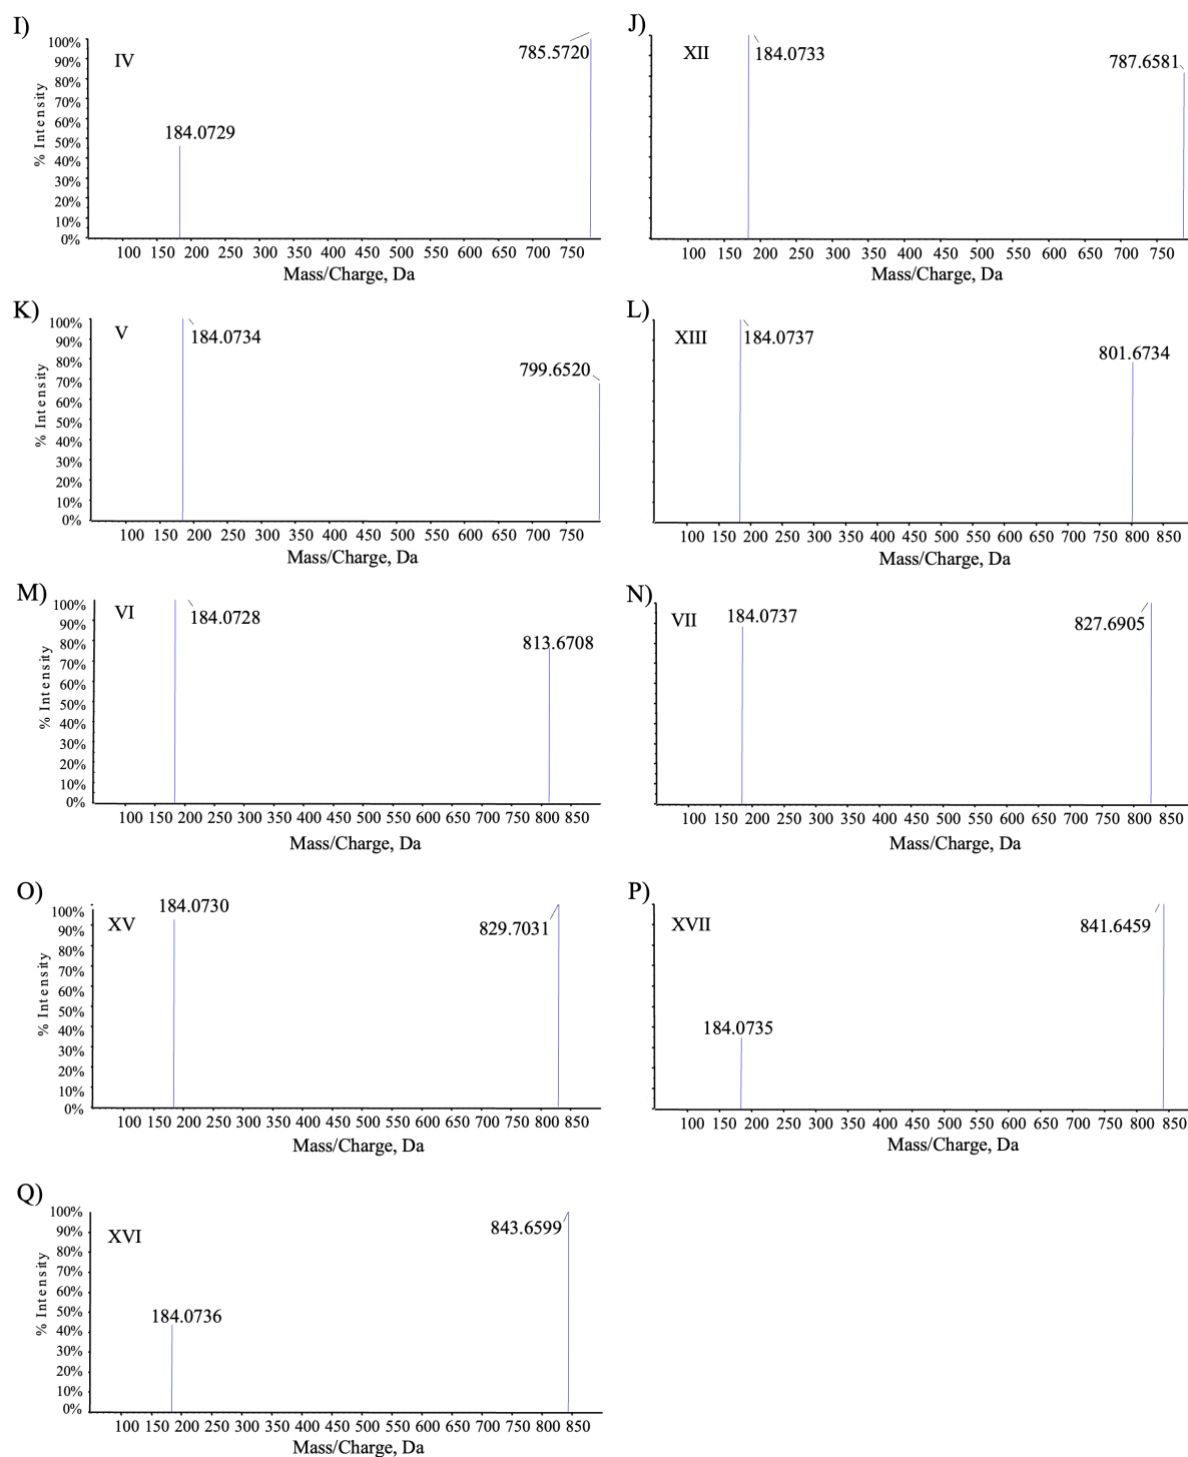 I)
IV
785.5720
184.0729
% Intensity
100%
90%
80%
70%
60%
50%
40%
30%
20%
10%
0%
100 150 200 250 300 350 400 450 500 550 600 650 700 750
Mass/Charge, Da
J)
XII
184.0733
787.6581
100 150 200 250 300 350 400 450 500 550 600 650 700 750
Mass/Charge, Da
K)
V
184.0734
799.6520
% Intensity
100%
90%
80%
70%
60%
50%
40%
30%
20%
10%
0%
100 150 200 250 300 350 400 450 500 550 600 650 700 750
Mass/Charge, Da
L)
XIII
184.0737
801.6734
100 150 200 250 300 350 400 450 500 550 600 650 700 750 800 850
Mass/Charge, Da
M)
VI
184.0728
813.6708
% Intensity
100%
90%
80%
70%
60%
50%
40%
30%
20%
10%
0%
100 150 200 250 300 350 400 450 500 550 600 650 700 750 800 850
Mass/Charge, Da
N)
VII
184.0737
827.6905
100 150 200 250 300 350 400 450 500 550 600 650 700 750 800 850
Mass/Charge, Da
O)
XV
184.0730
829.7031
% Intensity
100%
90%
80%
70%
60%
50%
40%
30%
20%
10%
0%
100 150 200 250 300 350 400 450 500 550 600 650 700 750 800 850
Mass/Charge, Da
P)
XVII
841.6459
184.0735
100 150 200 250 300 350 400 450 500 550 600 650 700 750 800 850
Mass/Charge, Da
Q)
XVI
843.6599
184.0736
% Intensity
100%
90%
80%
70%
60%
50%
40%
30%
20%
10%
0%
100 150 200 250 300 350 400 450 500 550 600 650 700 750 800 850
Mass/Charge, Da